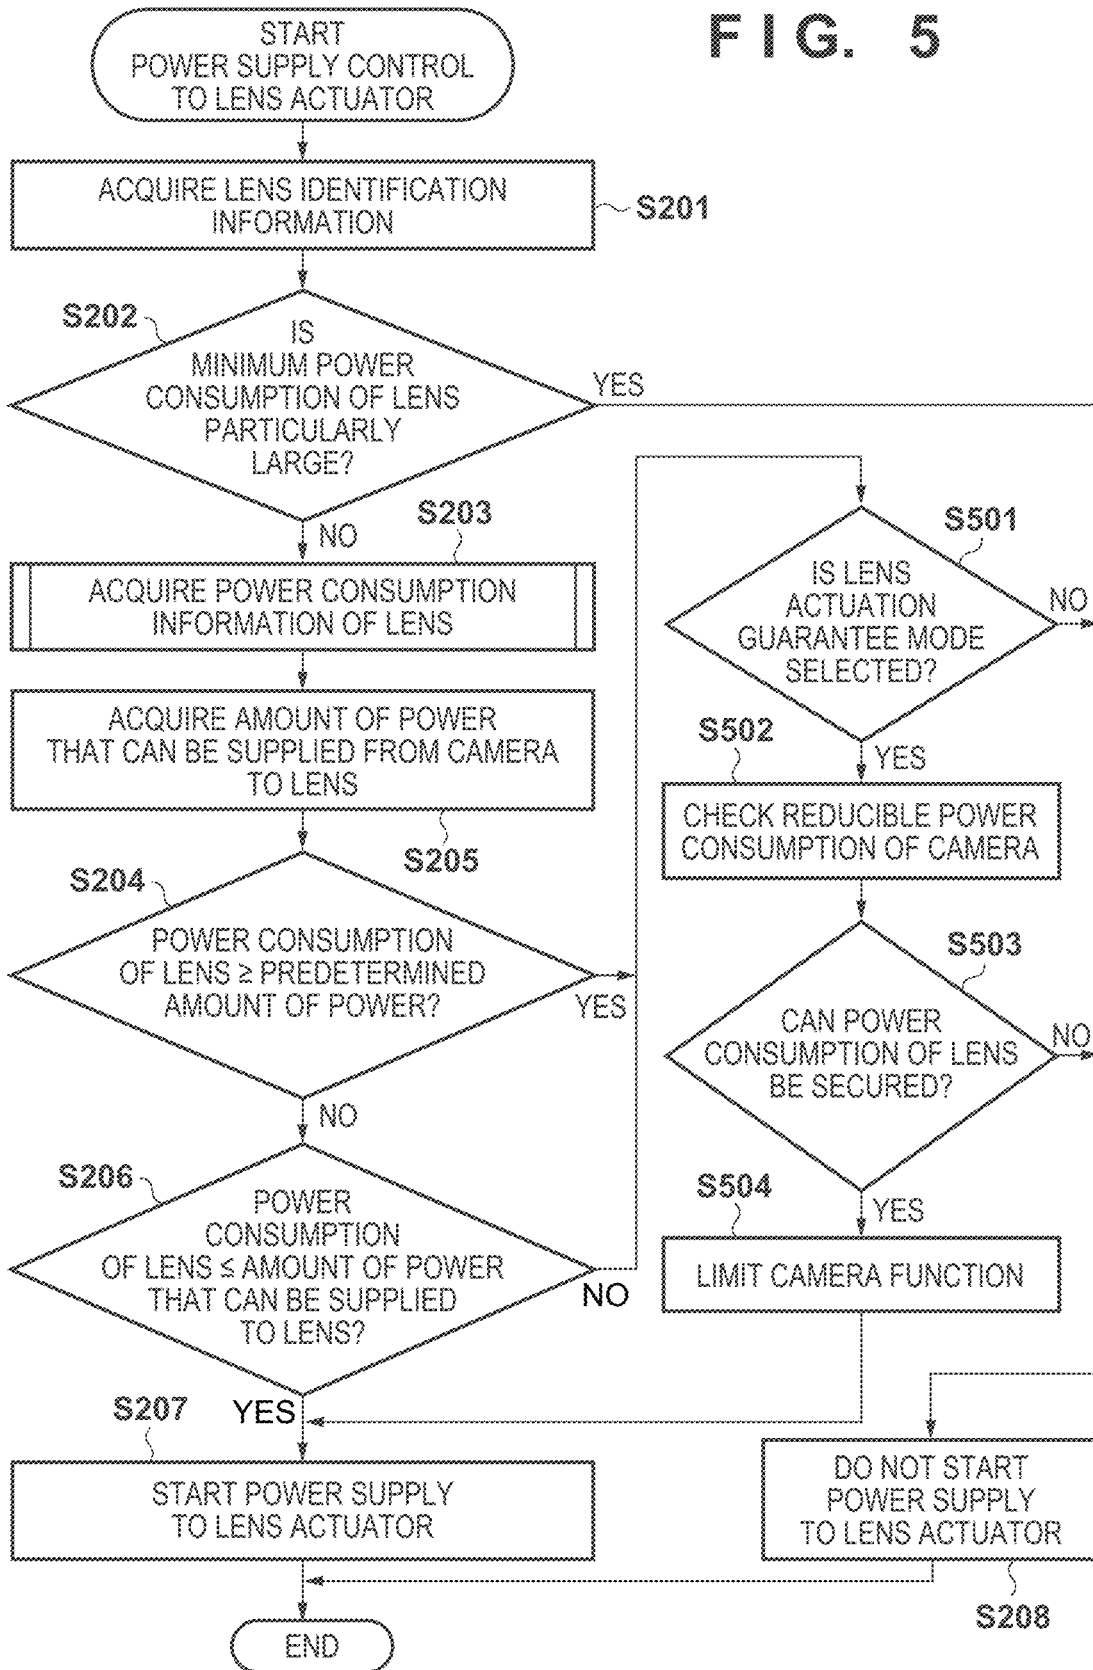 FIG. 5
START
POWER SUPPLY CONTROL
TO LENS ACTUATOR
ACQUIRE LENS IDENTIFICATION
INFORMATION
S201
S202
IS
MINIMUM POWER
CONSUMPTION OF LENS
PARTICULARLY
LARGE?
YES
NO
S203
ACQUIRE POWER CONSUMPTION
INFORMATION OF LENS
ACQUIRE AMOUNT OF POWER
THAT CAN BE SUPPLIED FROM CAMERA
TO LENS
S205
S204
POWER CONSUMPTION
OF LENS ≥ PREDETERMINED
AMOUNT OF POWER?
YES
NO
S206
POWER
CONSUMPTION
OF LENS ≤ AMOUNT OF POWER
THAT CAN BE SUPPLIED
TO LENS?
NO
YES
S207
START POWER SUPPLY
TO LENS ACTUATOR
END
S501
IS LENS
ACTUATION
GUARANTEE MODE
SELECTED?
NO
YES
S502
CHECK REDUCIBLE POWER
CONSUMPTION OF CAMERA
S503
CAN POWER
CONSUMPTION OF LENS
BE SECURED?
NO
YES
S504
LIMIT CAMERA FUNCTION
DO NOT START
POWER SUPPLY
TO LENS ACTUATOR
S208